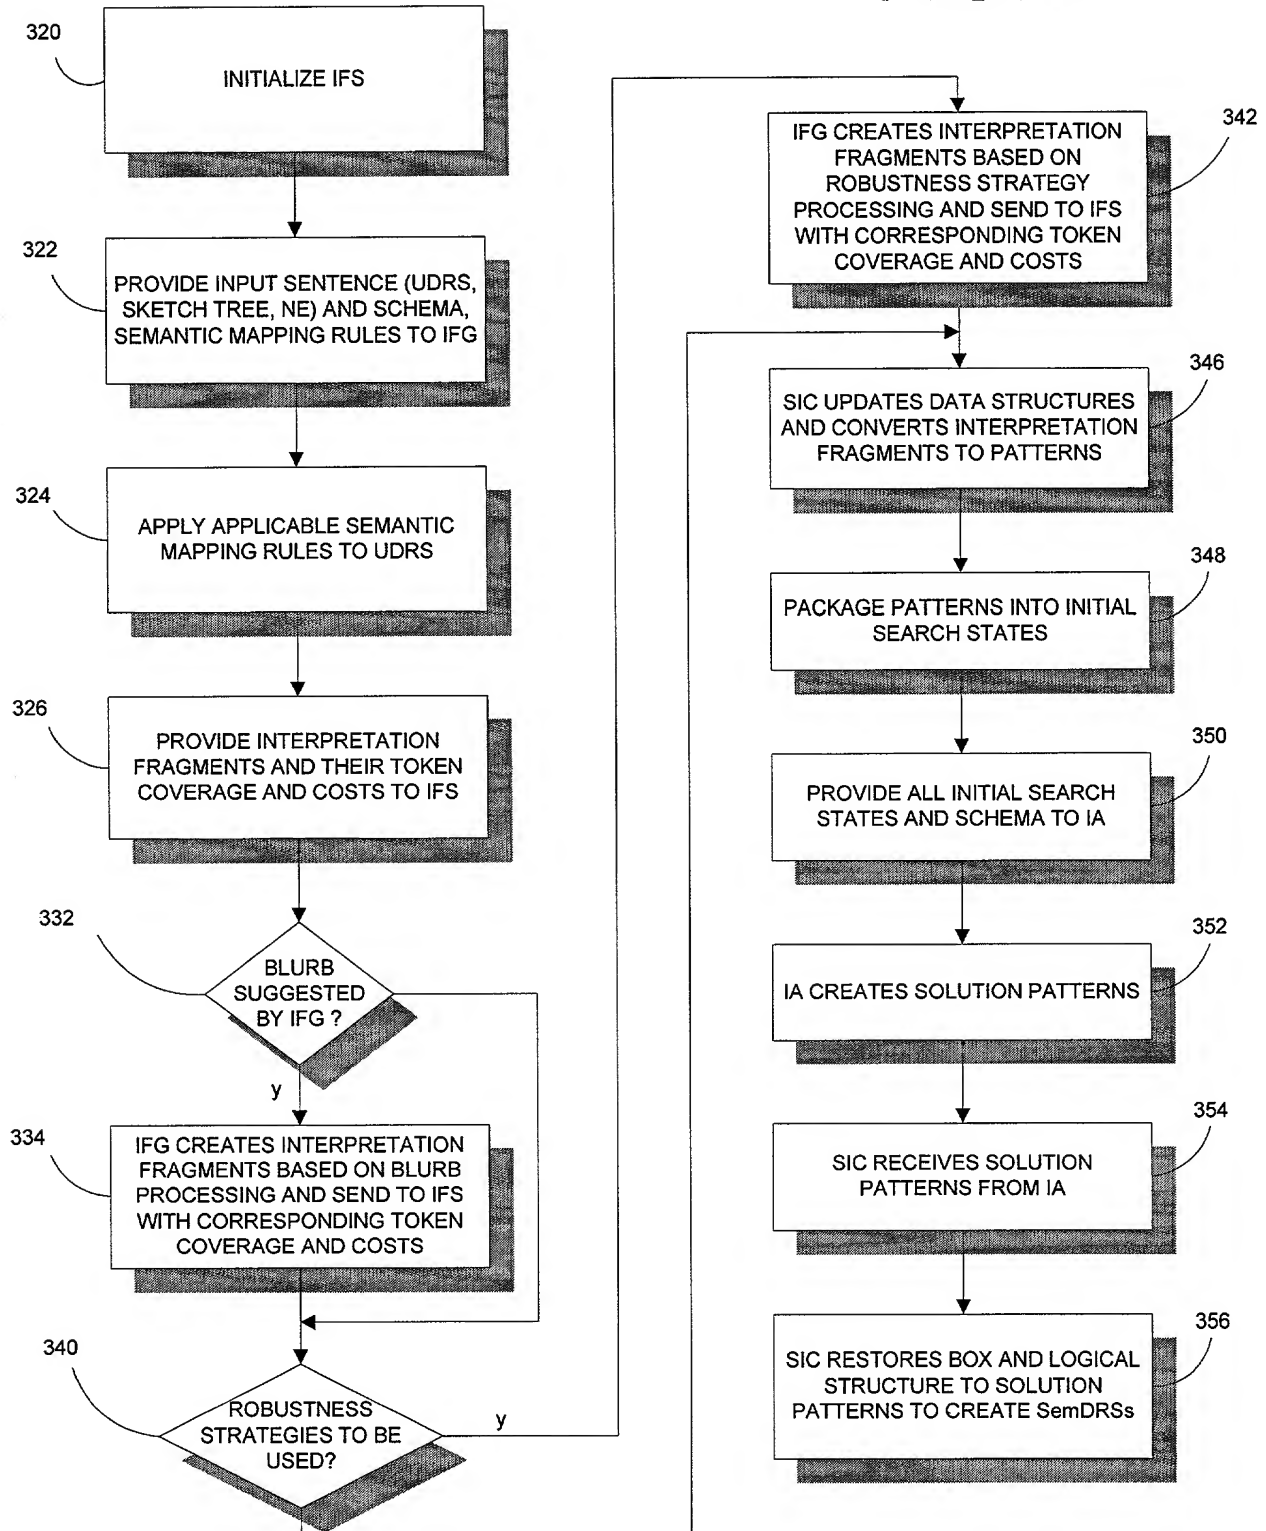 320
INITIALIZE IFS
322
PROVIDE INPUT SENTENCE (UDRS,
SKETCH TREE, NE) AND SCHEMA,
SEMANTIC MAPPING RULES TO IFG
324
APPLY APPLICABLE SEMANTIC
MAPPING RULES TO UDRS
326
PROVIDE INTERPRETATION
FRAGMENTS AND THEIR TOKEN
COVERAGE AND COSTS TO IFS
332
BLURB
SUGGESTED
BY IFG ?
y
334
IFG CREATES INTERPRETATION
FRAGMENTS BASED ON BLURB
PROCESSING AND SEND TO IFS
WITH CORRESPONDING TOKEN
COVERAGE AND COSTS
340
ROBUSTNESS
STRATEGIES TO BE
USED?
y
342
IFG CREATES INTERPRETATION
FRAGMENTS BASED ON
ROBUSTNESS STRATEGY
PROCESSING AND SEND TO IFS
WITH CORRESPONDING TOKEN
COVERAGE AND COSTS
346
SIC UPDATES DATA STRUCTURES
AND CONVERTS INTERPRETATION
FRAGMENTS TO PATTERNS
348
PACKAGE PATTERNS INTO INITIAL
SEARCH STATES
350
PROVIDE ALL INITIAL SEARCH
STATES AND SCHEMA TO IA
352
IA CREATES SOLUTION PATTERNS
354
SIC RECEIVES SOLUTION
PATTERNS FROM IA
356
SIC RESTORES BOX AND LOGICAL
STRUCTURE TO SOLUTION
PATTERNS TO CREATE SemDRSs